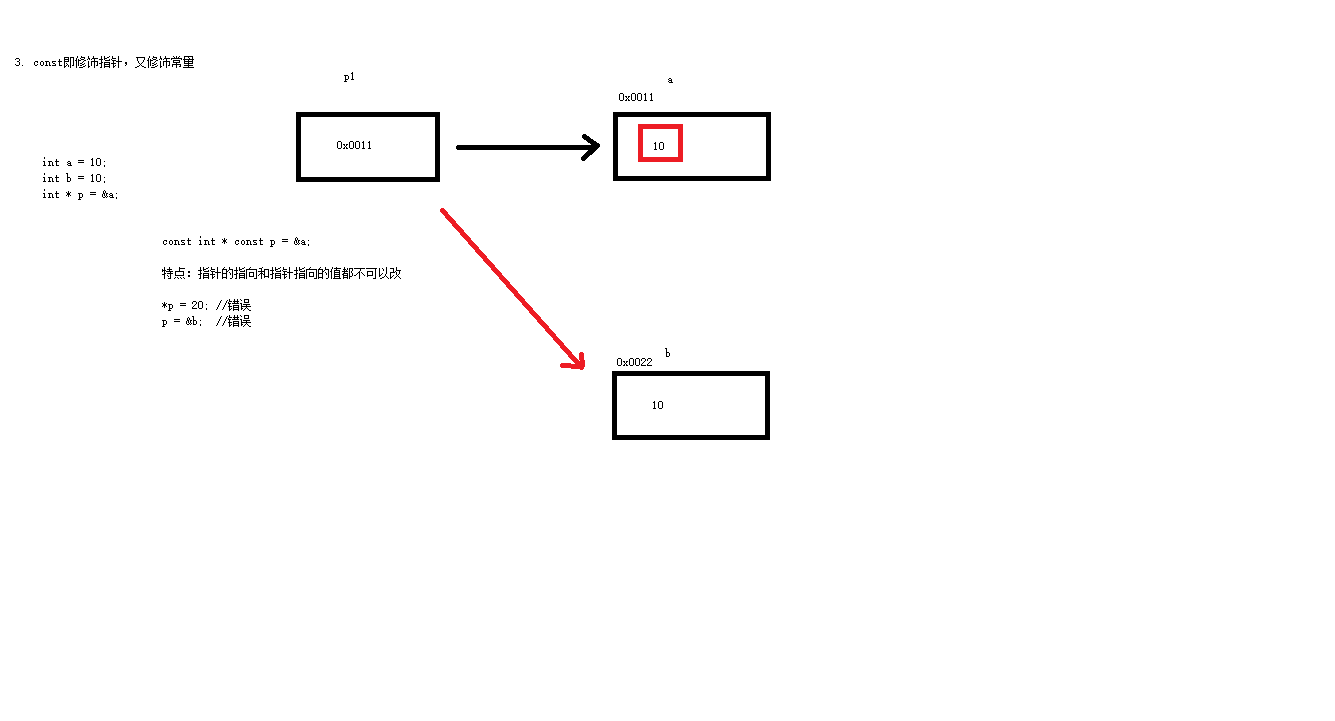 3. const即修饰指针，又修饰常量
p1
a
0x0011
0x0011
10
int a = 10;
int b = 10;
int * p = &a;
const int * const p = &a;
特点：指针的指向和指针指向的值都不可以改
*p = 20; //错误
p = &b;  //错误
b
0x0022
10